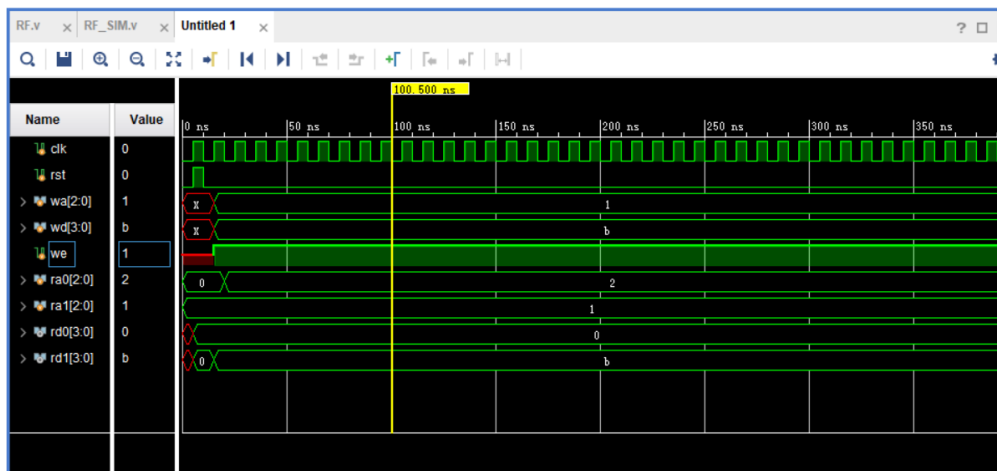 RF.v × RF_SIM.v × Untitled 1 × ?
100.500 ns
Name Value
0 ns 50 ns 100 ns 150 ns 200 ns 250 ns 300 ns 350 ns
clk 0
rst 0
wa[2:0] 1 X 1
wd[3:0] b X b
we 1
ra0[2:0] 2 0 2
ra1[2:0] 1 1
rd0[3:0] 0 0
rd1[3:0] b 0 b